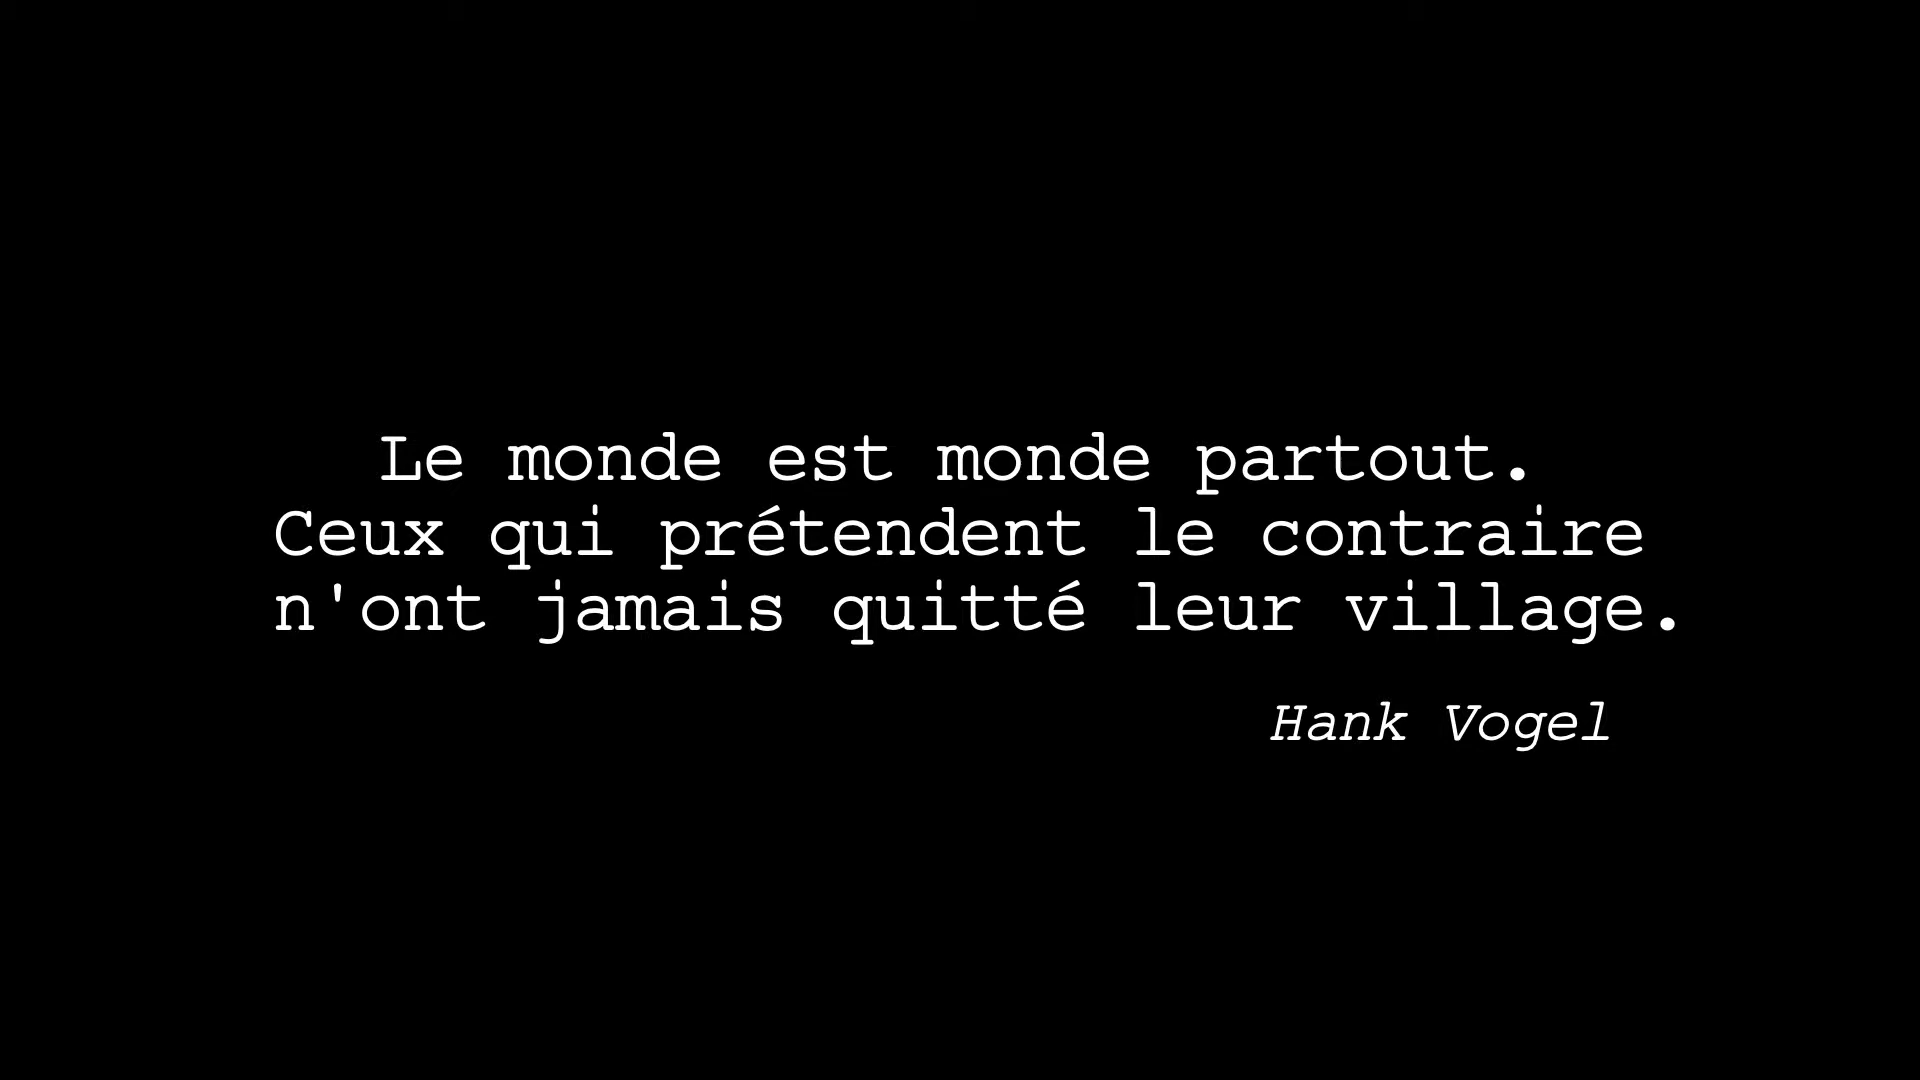 Le monde est monde partout.
Ceux qui prétendent le contraire
n'ont jamais quitté leur village.
Hank Vogel